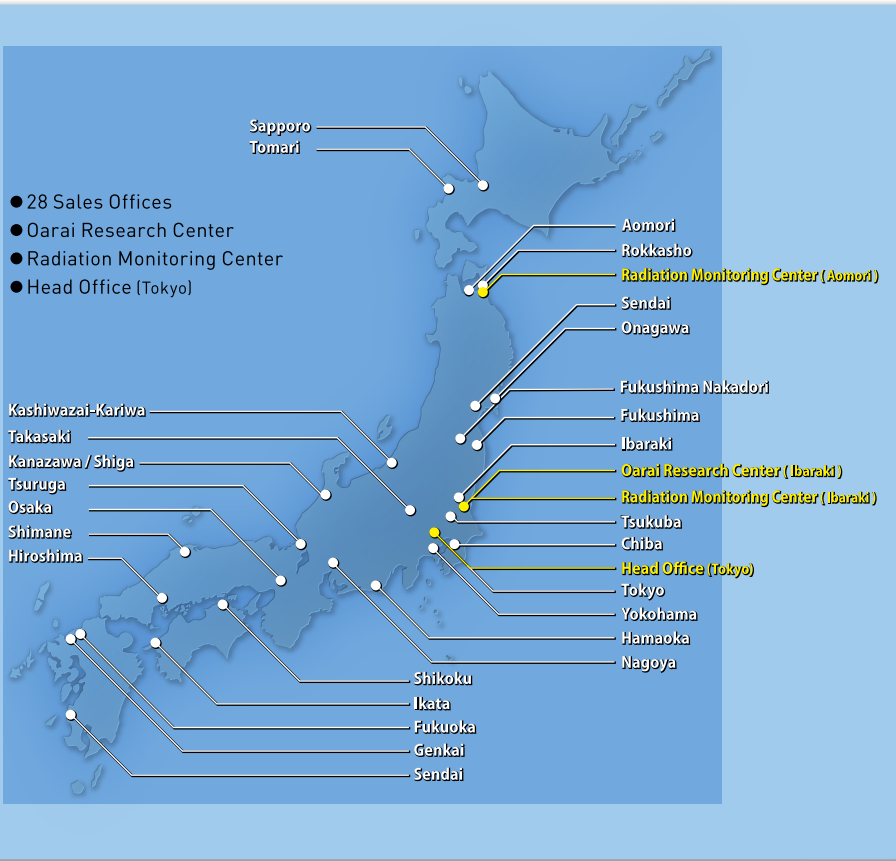 Sapporo
Tomari
● 28 Sales Offices
● Oarai Research Center
● Radiation Monitoring Center
● Head Office (Tokyo)
Aomori
Rokkasho
Radiation Monitoring Center ( Aomori )
Sendai
Onagawa
Fukushima Nakadori
Fukushima
Ibaraki
Oarai Research Center ( Ibaraki )
Radiation Monitoring Center ( Ibaraki )
Tsukuba
Chiba
Head Office (Tokyo)
Tokyo
Yokohama
Hamaoka
Nagoya
Kashiwazai-Kariwa
Takasaki
Kanazawa / Shiga
Tsuruga
Osaka
Shimane
Hiroshima
Shikoku
Ikata
Fukuoka
Genkai
Sendai